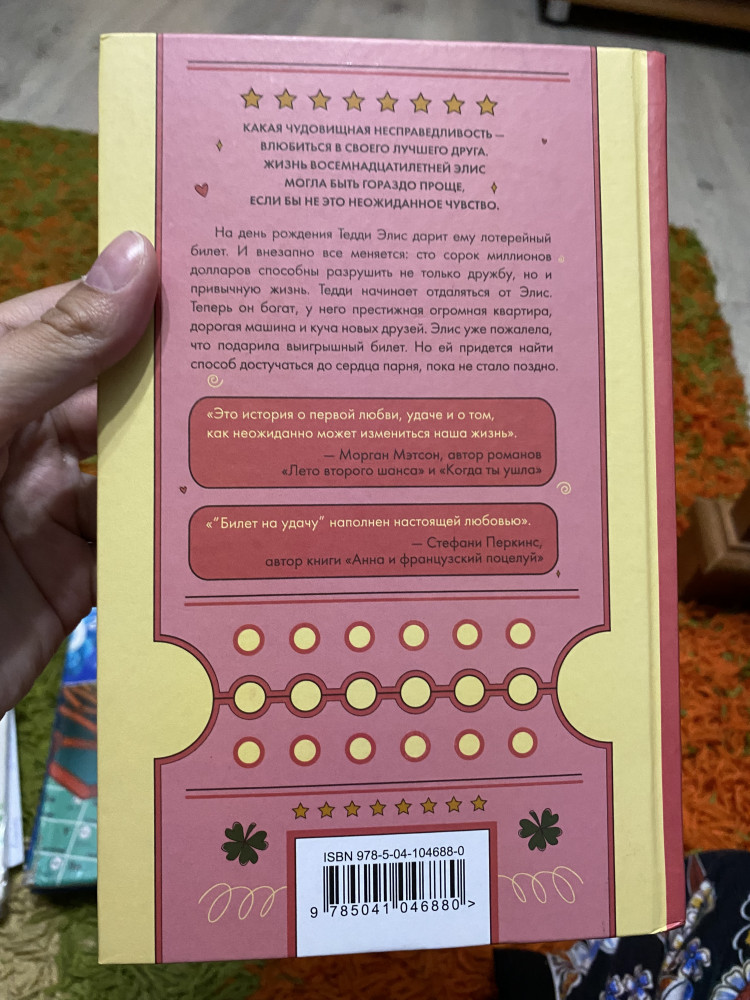 КАКАЯ ЧУДОВИЩНАЯ НЕСПРАВЕДЛИВОСТЬ —
ВЛЮБИТЬСЯ В СВОЕГО ЛУЧШЕГО ДРУГА.
ЖИЗНЬ ВОСЕМНАДЦАТИЛЕТНЕЙ ЭЛИС
МОГЛА БЫТЬ ГОРАЗДО ПРОЩЕ,
ЕСЛИ БЫ НЕ ЭТО НЕОЖИДАННОЕ ЧУВСТВО.
На день рождения Тедди Элис дарит ему лотерейный
билет. И внезапно все меняется: сто сорок миллионов
долларов способны разрушить не только дружбу, но и
привычную жизнь. Тедди начинает отдаляться от Элис.
Теперь он богат, у него престижная огромная квартира,
дорогая машина и куча новых друзей. Элис уже пожалела,
что подарила выигрышный билет. Но ей придется найти
способ достучаться до сердца парня, пока не стало поздно.
«Это история о первой любви, удаче и о том,
как неожиданно может измениться наша жизнь».
— Морган Мэтсон, автор романов
«Лето второго шанса» и «Когда ты ушла»
«"Билет на удачу" наполнен настоящей любовью».
— Стефани Перкинс,
автор книги «Анна и французский поцелуй»
ISBN 978-5-04-104688-0
9 785041 046880 >